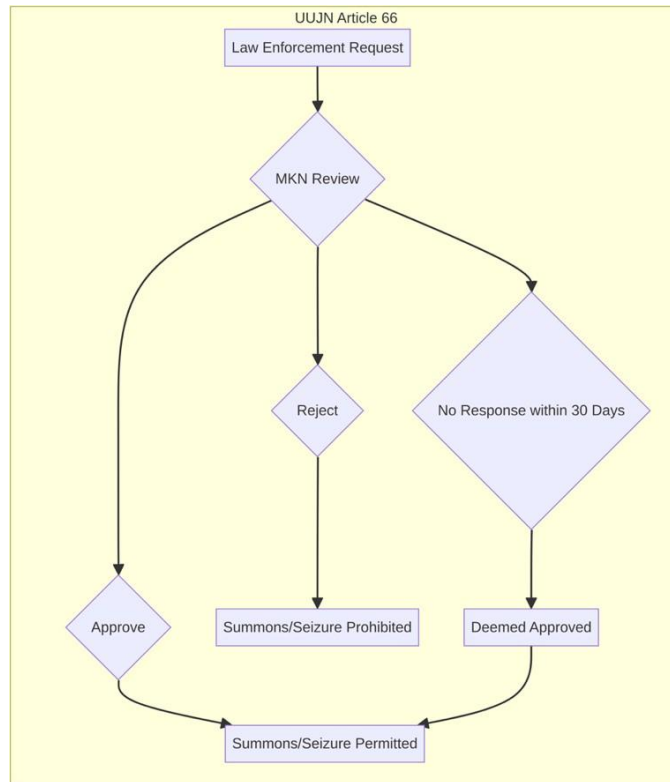 UUJN Article 66
Law Enforcement Request
MKN Review
Reject
No Response within 30 Days
Approve
Summons/Seizure Prohibited
Deemed Approved
Summons/Seizure Permitted